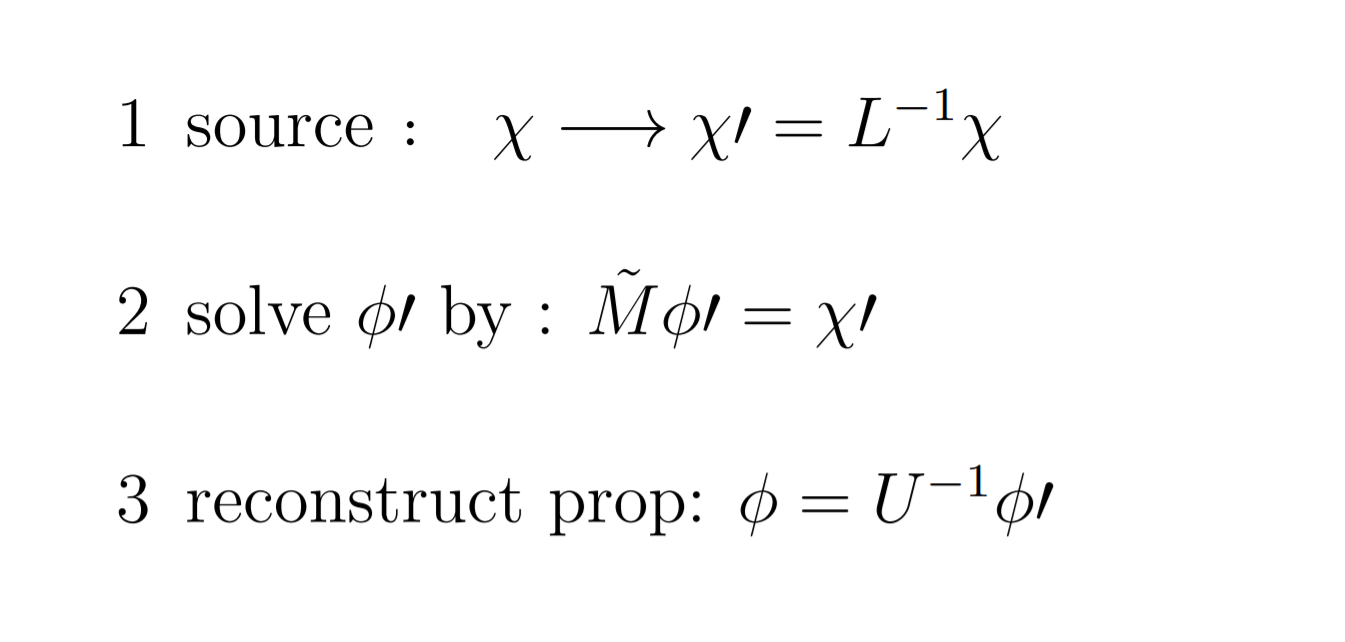 1 source : χ ⟶ χ′ = L⁻¹χ
2 solve ϕ′ by : M̃ϕ′ = χ′
3 reconstruct prop: ϕ = U⁻¹ϕ′